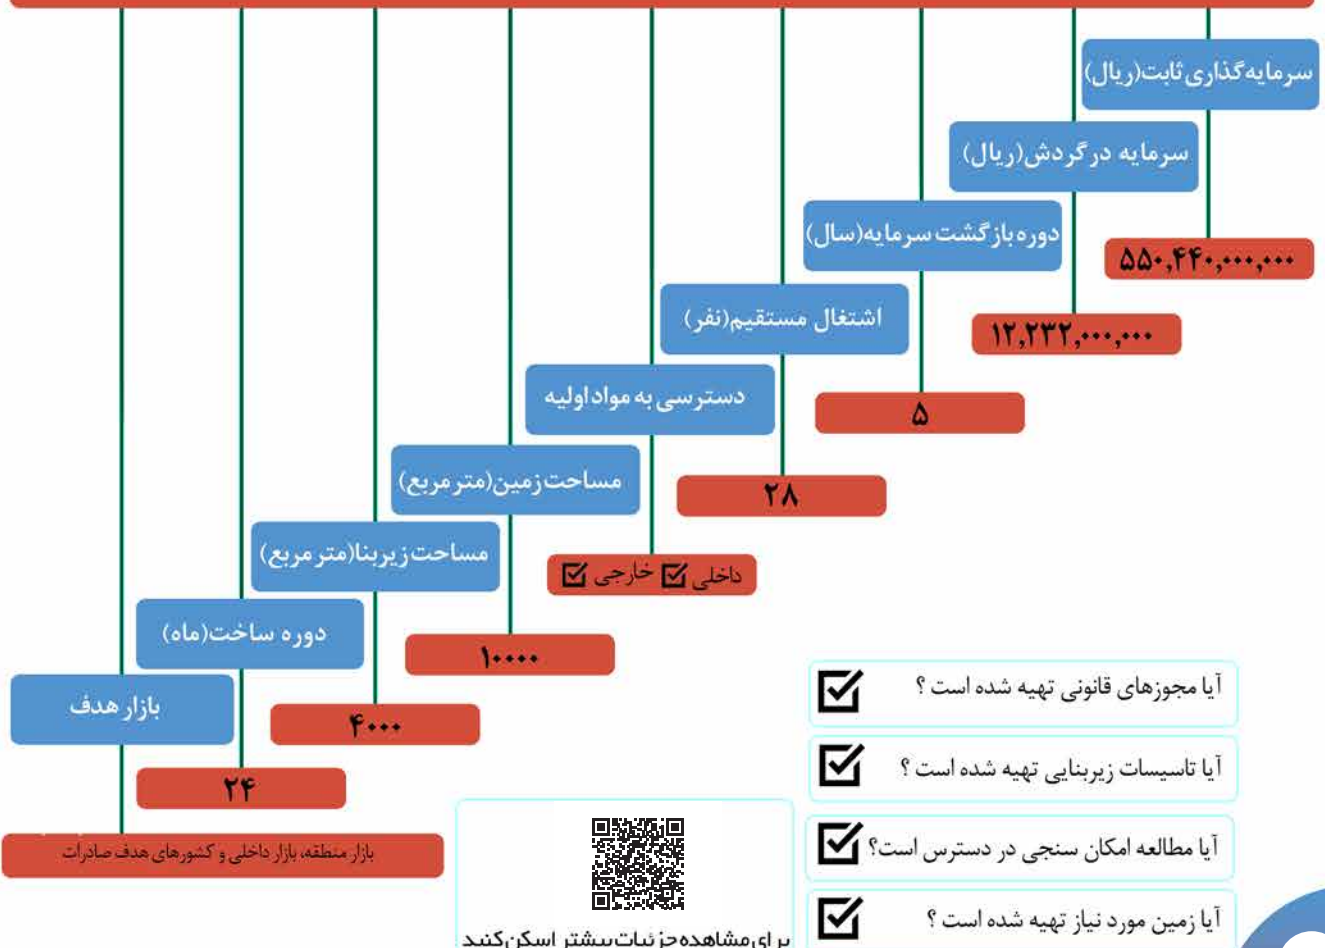 سرمایه‌گذاری ثابت(ریال)
۵۵۰,۴۴۰,۰۰۰,۰۰۰
سرمایه در گردش(ریال)
۱۲,۲۳۲,۰۰۰,۰۰۰
دوره بازگشت سرمایه(سال)
۵
اشتغال مستقیم(نفر)
۲۸
دسترسی به مواد اولیه
داخلی ☑ خارجی ☑
مساحت زمین(متر مربع)
۱۰۰۰۰
مساحت زیربنا(متر مربع)
۴۰۰۰
دوره ساخت(ماه)
۲۴
بازار هدف
بازار منطقه، بازار داخلی و کشورهای هدف صادرات
آیا مجوزهای قانونی تهیه شده است ؟ ☑
آیا تاسیسات زیربنایی تهیه شده است ؟ ☑
آیا مطالعه امکان سنجی در دسترس است؟ ☑
آیا زمین مورد نیاز تهیه شده است ؟ ☑
برای مشاهده جزئیات بیشتر اسکن کنید